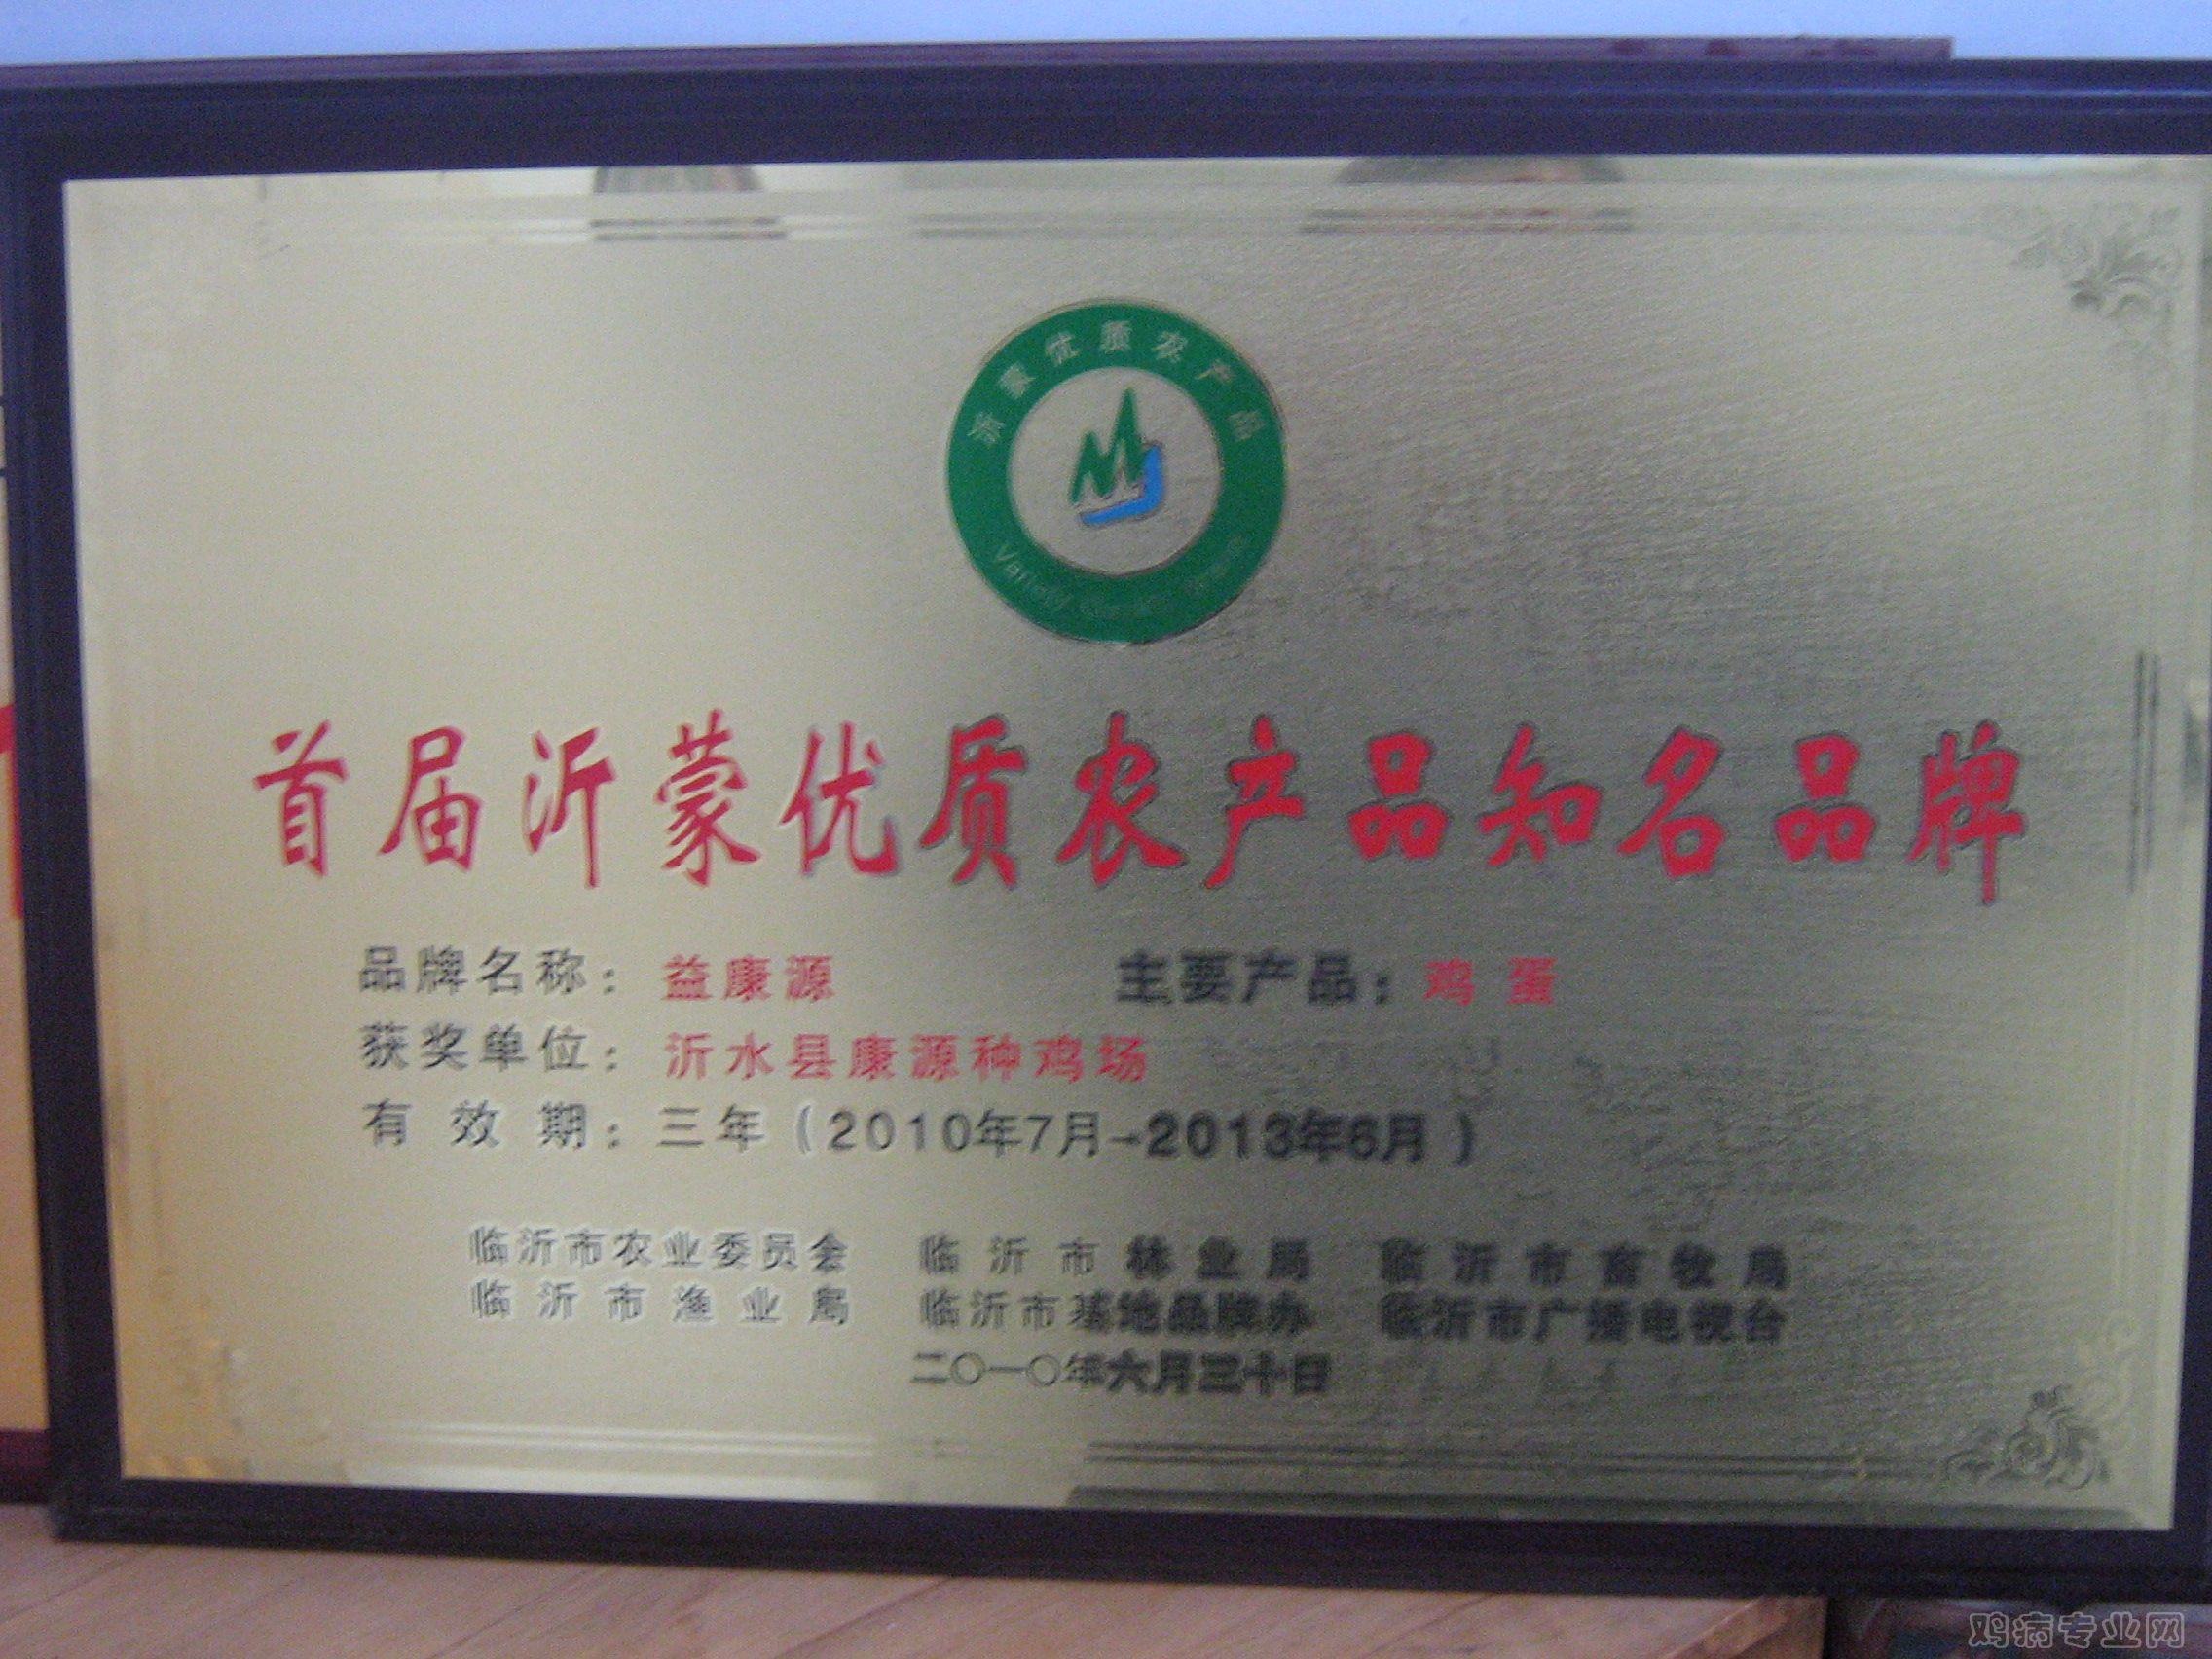 沂蒙优质农产品
首届沂蒙优质农产品知名品牌
品牌名称：益康源 主要产品：鸡蛋
获奖单位：沂水县康源种鸡场
有效期：三年（2010年7月-2013年6月）
临沂市农业委员会 临沂市林业局 临沂市畜牧局
临沂市渔业局 临沂市基地品牌办 临沂市广播电视台
二〇一〇年六月三十日
鸡病专业网